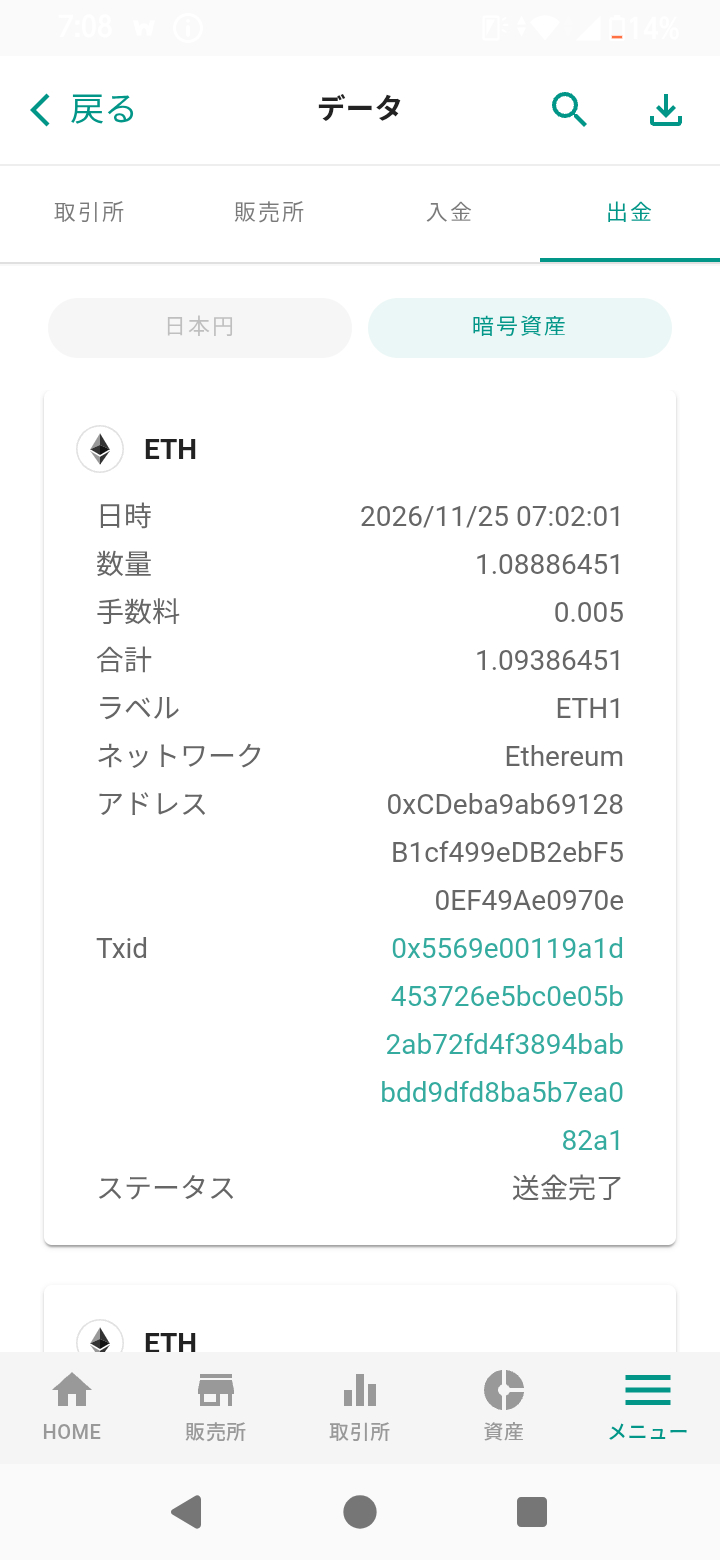 7:08
14%
戻る
データ
取引所 販売所 入金 出金
日本円 暗号資産
ETH
日時 2026/11/25 07:02:01
数量 1.08886451
手数料 0.005
合計 1.09386451
ラベル ETH1
ネットワーク Ethereum
アドレス 0xCDeba9ab69128
B1cf499eDB2ebF5
0EF49Ae0970e
Txid 0x5569e00119a1d
453726e5bc0e05b
2ab72fd4f3894bab
bdd9dfd8ba5b7ea0
82a1
ステータス 送金完了
ETH
HOME 販売所 取引所 資産 メニュー